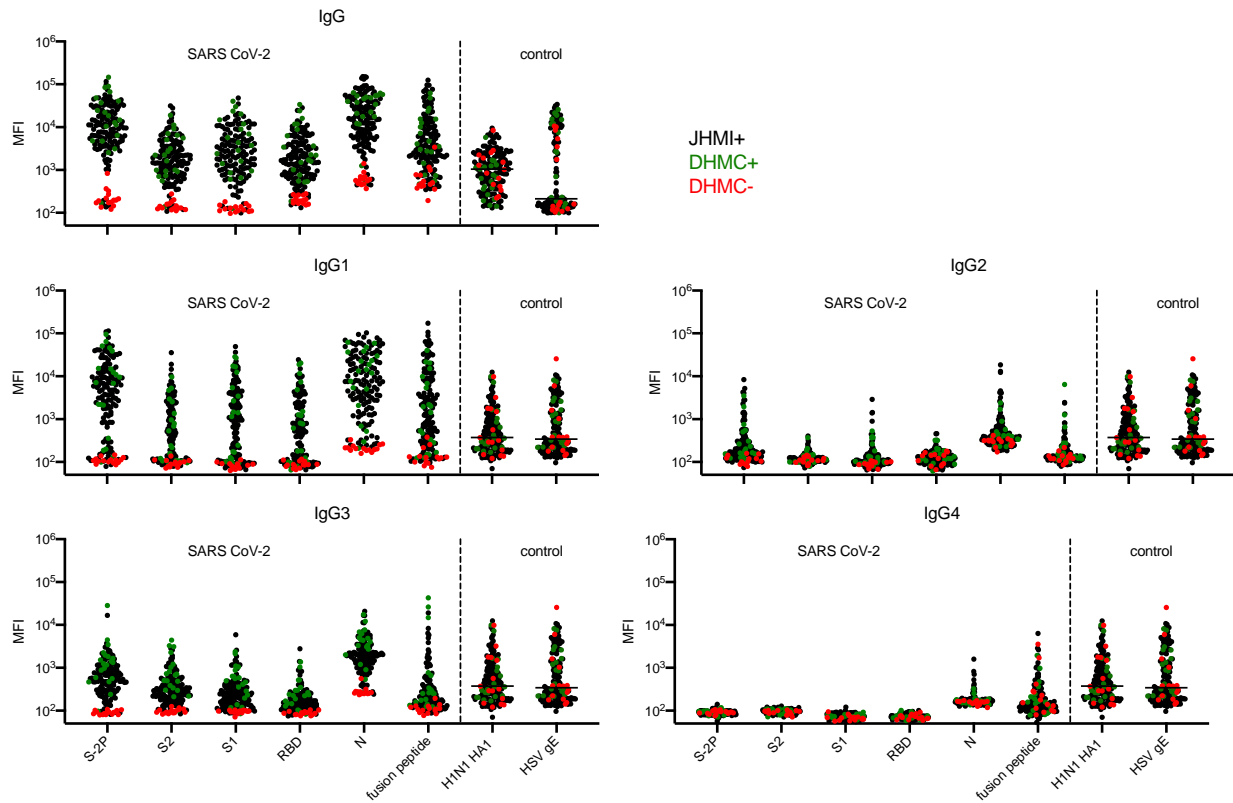 IgG
SARS CoV-2 control
MFI
10⁶
10⁵
10⁴
10³
10²
JHMI+
DHMC+
DHMC-
IgG1
SARS CoV-2 control
MFI
10⁶
10⁵
10⁴
10³
10²
IgG2
SARS CoV-2 control
MFI
10⁶
10⁵
10⁴
10³
10²
IgG3
SARS CoV-2 control
MFI
10⁶
10⁵
10⁴
10³
10²
S-2P S2 S1 RBD N fusion peptide H1N1 HA1 HSV gE
IgG4
SARS CoV-2 control
MFI
10⁶
10⁵
10⁴
10³
10²
S-2P S2 S1 RBD N fusion peptide H1N1 HA1 HSV gE